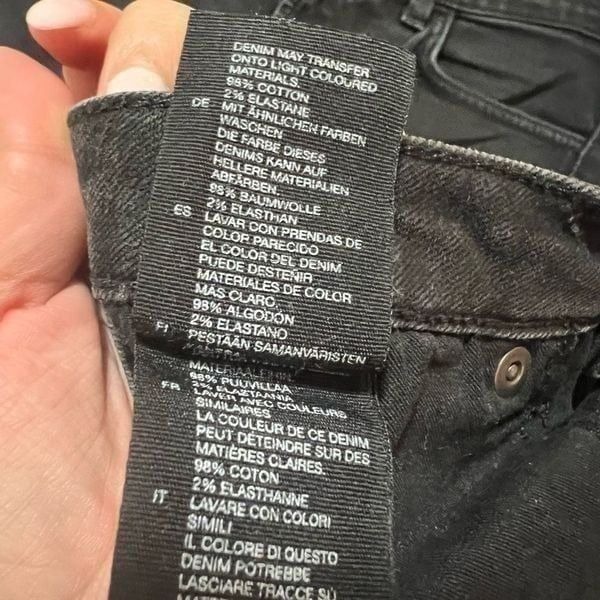 DENIM MAY TRANSFER
ONTO LIGHT COLOURED
MATERIALS.
98% COTTON
2% ELASTANE
DE MIT ÄHNLICHEN FARBEN
WASCHEN
DIE FARBE DIESES
DENIMS KANN AUF
HELLERE MATERIALIEN
ABFÄRBEN.
98% BAUMWOLLE
2% ELASTHAN
ES LAVAR CON PRENDAS DE
COLOR PARECIDO
EL COLOR DEL DENIM
PUEDE DESTEÑIR
MATERIALES DE COLOR
MÁS CLARO.
98% ALGODÓN
2% ELASTANO
FI PESTÄÄN SAMANVÄRISTEN
98% PUUVILLAA
2% ELASTAANIA
FR LAVER AVEC COULEURS
SIMILAIRES
LA COULEUR DE CE DENIM
PEUT DÉTEINDRE SUR DES
MATIÈRES CLAIRES.
98% COTON
2% ÉLASTHANNE
IT LAVARE CON COLORI
SIMILI
IL COLORE DI QUESTO
DENIM POTREBBE
LASCIARE TRACCE SU